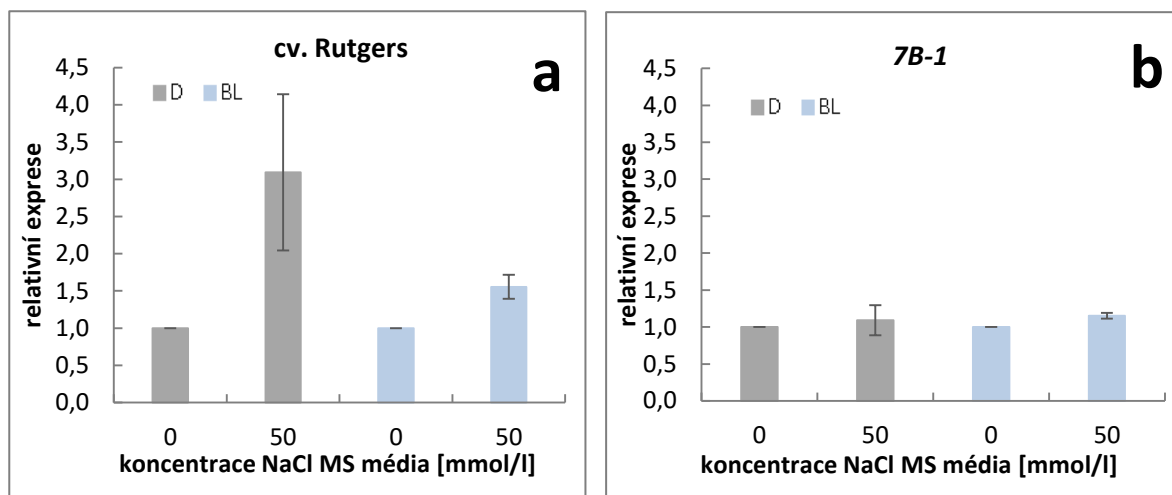 cv. Rutgers
a
D BL
relativní exprese
4,5
4,0
3,5
3,0
2,5
2,0
1,5
1,0
0,5
0,0
0 50 0 50
koncentrace NaCl MS média [mmol/l]
7B-1
b
D BL
relativní exprese
4,5
4,0
3,5
3,0
2,5
2,0
1,5
1,0
0,5
0,0
0 50 0 50
koncentrace NaCl MS média [mmol/l]